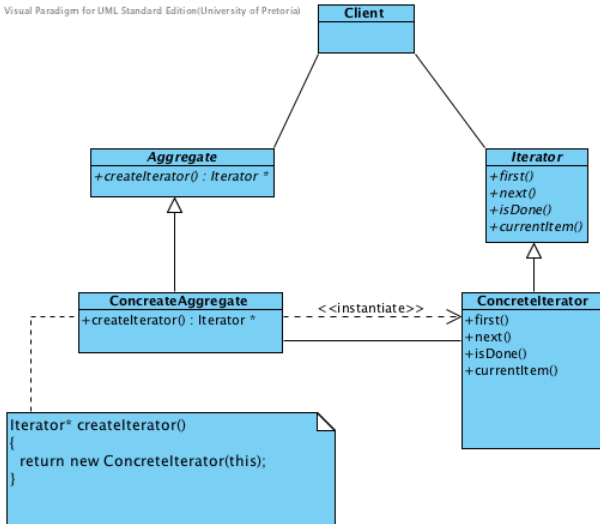 Visual Paradigm for UML Standard Edition(University of Pretoria)
Client
Aggregate
+createIterator() : Iterator *
Iterator
+first()
+next()
+isDone()
+currentItem()
ConcreateAggregate
+createIterator() : Iterator *
<<instantiate>>
ConcreteIterator
+first()
+next()
+isDone()
+currentItem()
Iterator* createIterator()
{
return new ConcreteIterator(this);
}